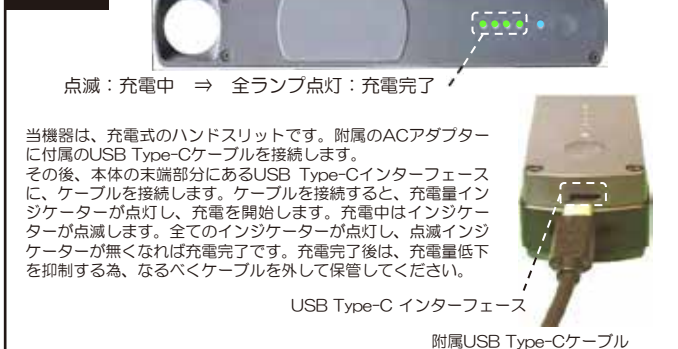 点滅：充電中　⇒　全ランプ点灯：充電完了
当機器は、充電式のハンドスリットです。附属のACアダプター
に付属のUSB Type-Cケーブルを接続します。
その後、本体の末端部分にあるUSB Type-Cインターフェース
に、ケーブルを接続します。ケーブルを接続すると、充電量イン
ジケーターが点灯し、充電を開始します。充電中はインジケー
ターが点滅します。全てのインジケーターが点灯し、点滅インジ
ケーターが無くなれば充電完了です。充電完了後は、充電量低下
を抑制する為、なるべくケーブルを外して保管してください。
USB Type-C インターフェース
附属USB Type-Cケーブル